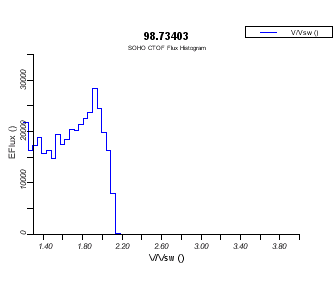 98.73403
V/Vsw ()
SOHO CTOF Flux Histogram
30000
20000
10000
0
EFlux ()
1.40 1.80 2.20 2.60 3.00 3.40 3.80
V/Vsw ()